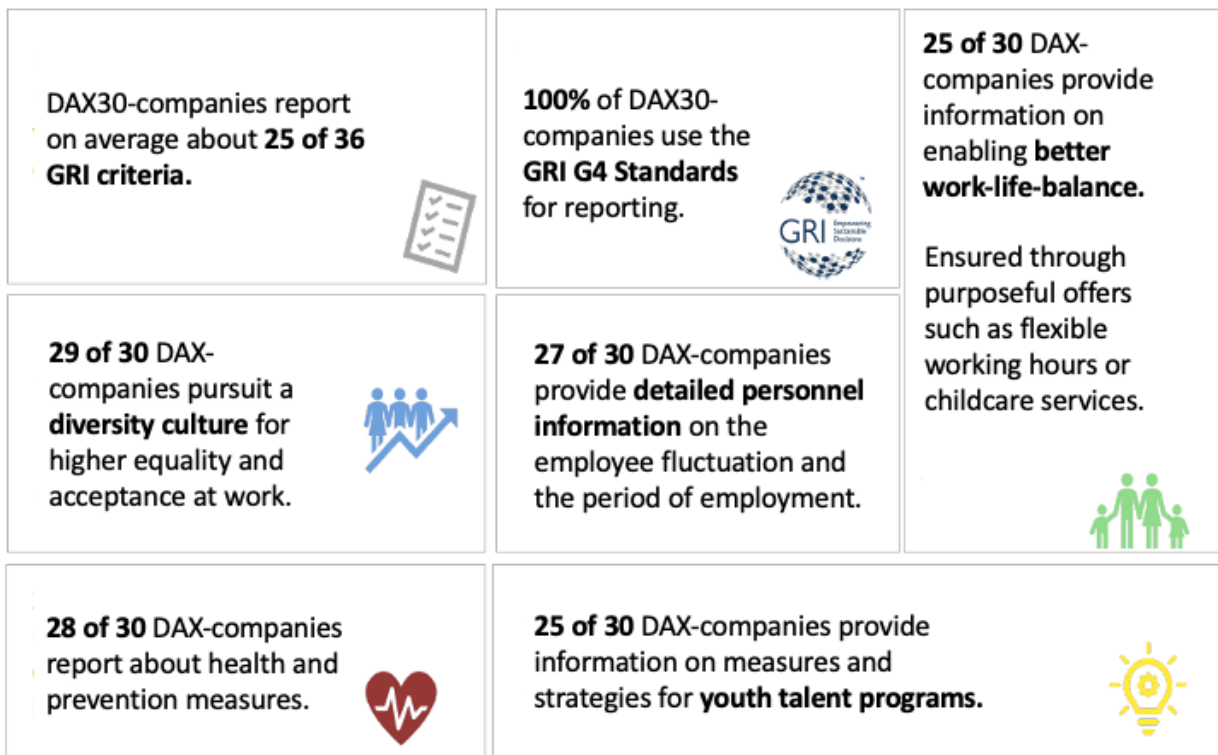 DAX30-companies report
on average about 25 of 36
GRI criteria.
100% of DAX30-
companies use the
GRI G4 Standards
for reporting.
GRI
Empowering
Sustainable
Decisions
25 of 30 DAX-
companies provide
information on
enabling better
work-life-balance.
Ensured through
purposeful offers
such as flexible
working hours or
childcare services.
29 of 30 DAX-
companies pursuit a
diversity culture for
higher equality and
acceptance at work.
27 of 30 DAX-companies
provide detailed personnel
information on the
employee fluctuation and
the period of employment.
28 of 30 DAX-companies
report about health and
prevention measures.
25 of 30 DAX-companies provide
information on measures and
strategies for youth talent programs.